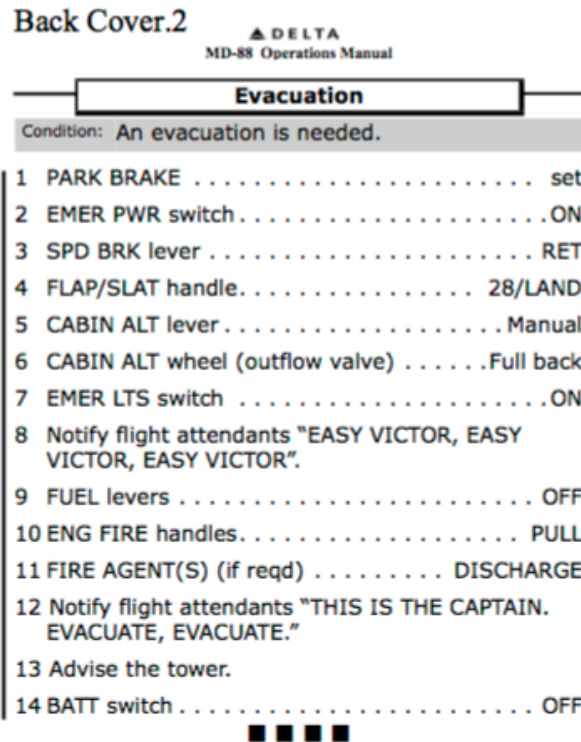 Back Cover.2
DELTA
MD-88 Operations Manual
Evacuation
Condition: An evacuation is needed.
1 PARK BRAKE . . . . . . . . . . . . . . . . . . . . . . . set
2 EMER PWR switch . . . . . . . . . . . . . . . . . . . . . ON
3 SPD BRK lever . . . . . . . . . . . . . . . . . . . . . . RET
4 FLAP/SLAT handle. . . . . . . . . . . . . . . . 28/LAND
5 CABIN ALT lever . . . . . . . . . . . . . . . . . . . Manual
6 CABIN ALT wheel (outflow valve) . . . . . . Full back
7 EMER LTS switch . . . . . . . . . . . . . . . . . . . . . ON
8 Notify flight attendants “EASY VICTOR, EASY
VICTOR, EASY VICTOR”.
9 FUEL levers . . . . . . . . . . . . . . . . . . . . . . . . OFF
10 ENG FIRE handles. . . . . . . . . . . . . . . . . . . PULL
11 FIRE AGENT(S) (if reqd) . . . . . . . . . DISCHARGE
12 Notify flight attendants “THIS IS THE CAPTAIN.
EVACUATE, EVACUATE.”
13 Advise the tower.
14 BATT switch . . . . . . . . . . . . . . . . . . . . . . . . OFF